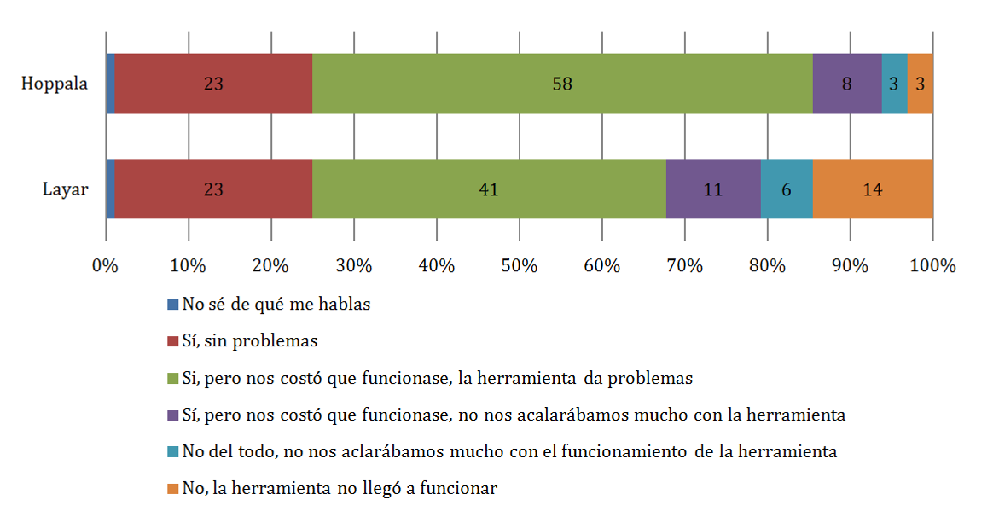 Hoppala
23 58 8 3 3
Layar
23 41 11 6 14
0% 10% 20% 30% 40% 50% 60% 70% 80% 90% 100%
No sé de qué me hablas
Sí, sin problemas
Si, pero nos costó que funcionase, la herramienta da problemas
Sí, pero nos costó que funcionase, no nos acalarábamos mucho con la herramienta
No del todo, no nos aclarábamos mucho con el funcionamiento de la herramienta
No, la herramienta no llegó a funcionar